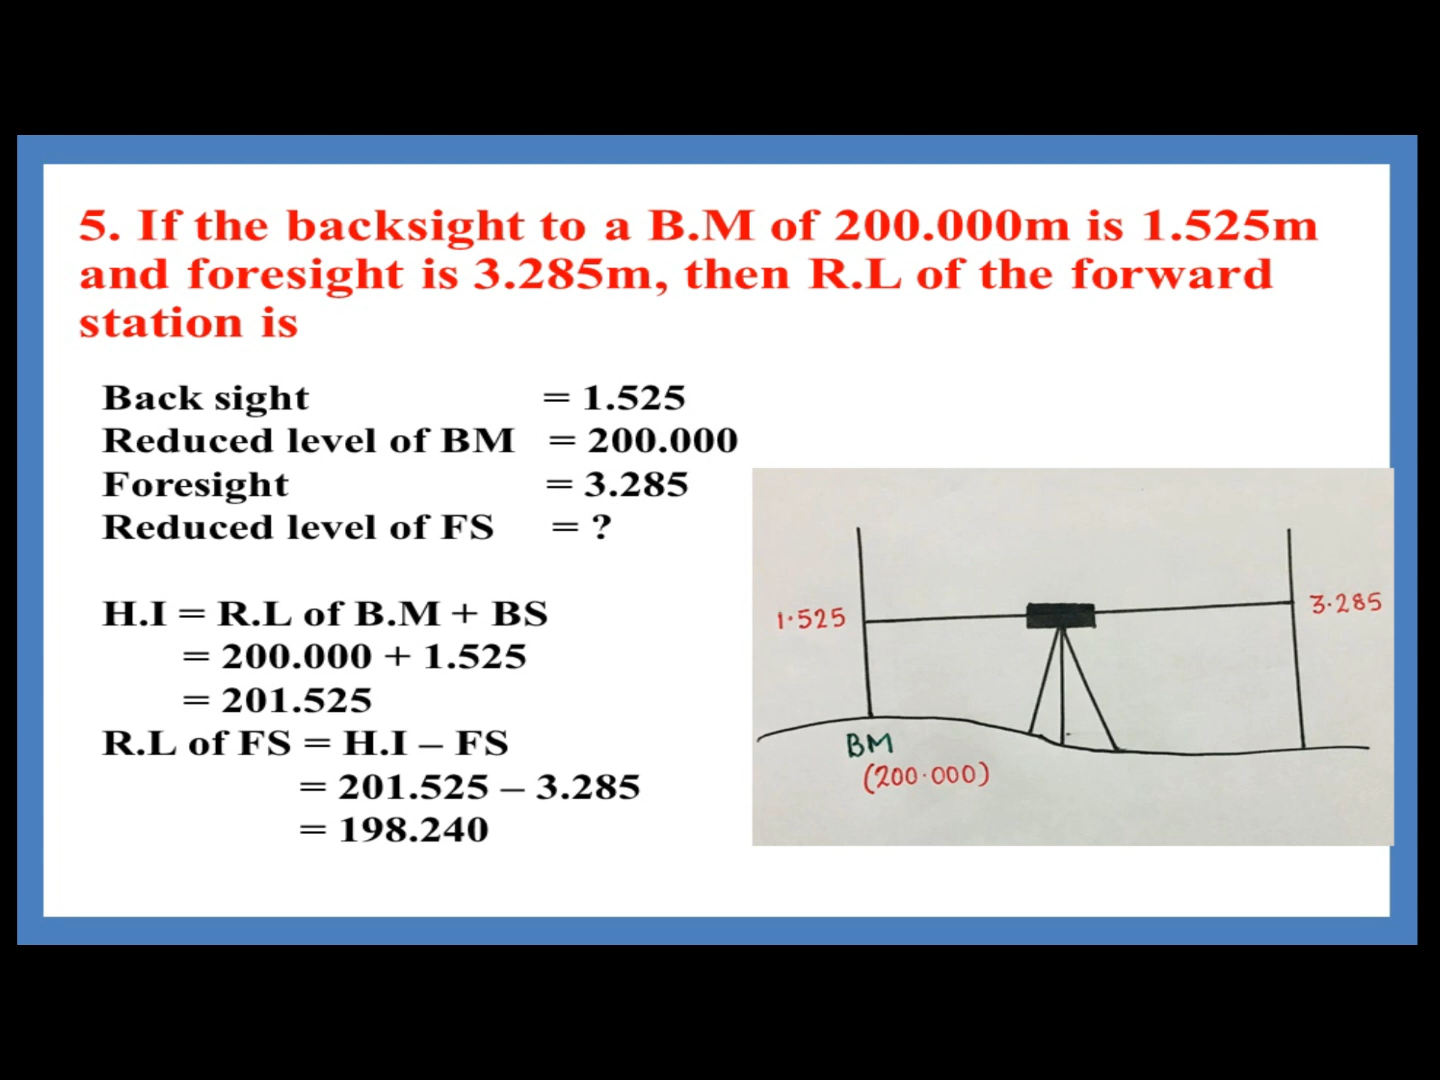 5. If the backsight to a B.M of 200.000m is 1.525m
and foresight is 3.285m, then R.L of the forward
station is
Back sight = 1.525
Reduced level of BM = 200.000
Foresight = 3.285
Reduced level of FS = ?
H.I = R.L of B.M + BS
= 200.000 + 1.525
= 201.525
R.L of FS = H.I – FS
= 201.525 – 3.285
= 198.240
1.525
3.285
BM
(200.000)